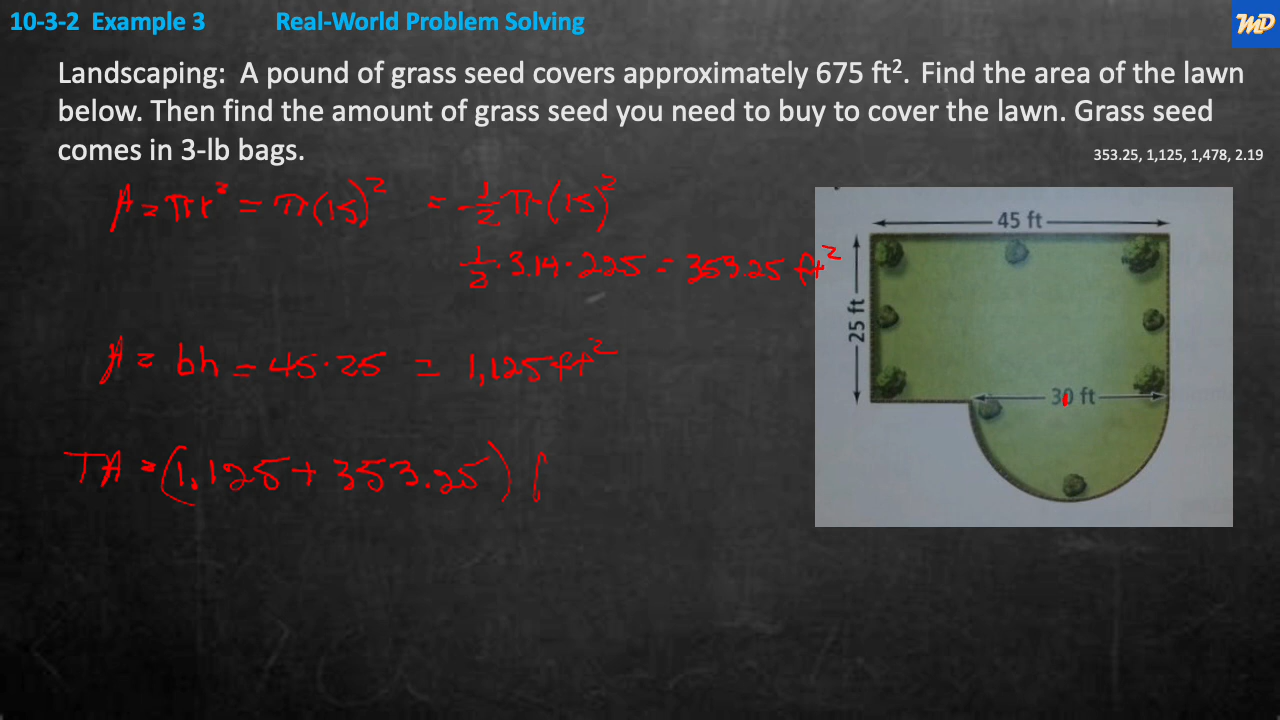 10-3-2 Example 3 Real-World Problem Solving
MP
Landscaping: A pound of grass seed covers approximately 675 ft². Find the area of the lawn
below. Then find the amount of grass seed you need to buy to cover the lawn. Grass seed
comes in 3-lb bags.
353.25, 1,125, 1,478, 2.19
A = πr² = π(15)² = 1/2 π(15)²
1/2 · 3.14 · 225 = 353.25 ft²
A = bh = 45 · 25 = 1,125 ft²
TA = (1,125 + 353.25) (
45 ft
25 ft
30 ft